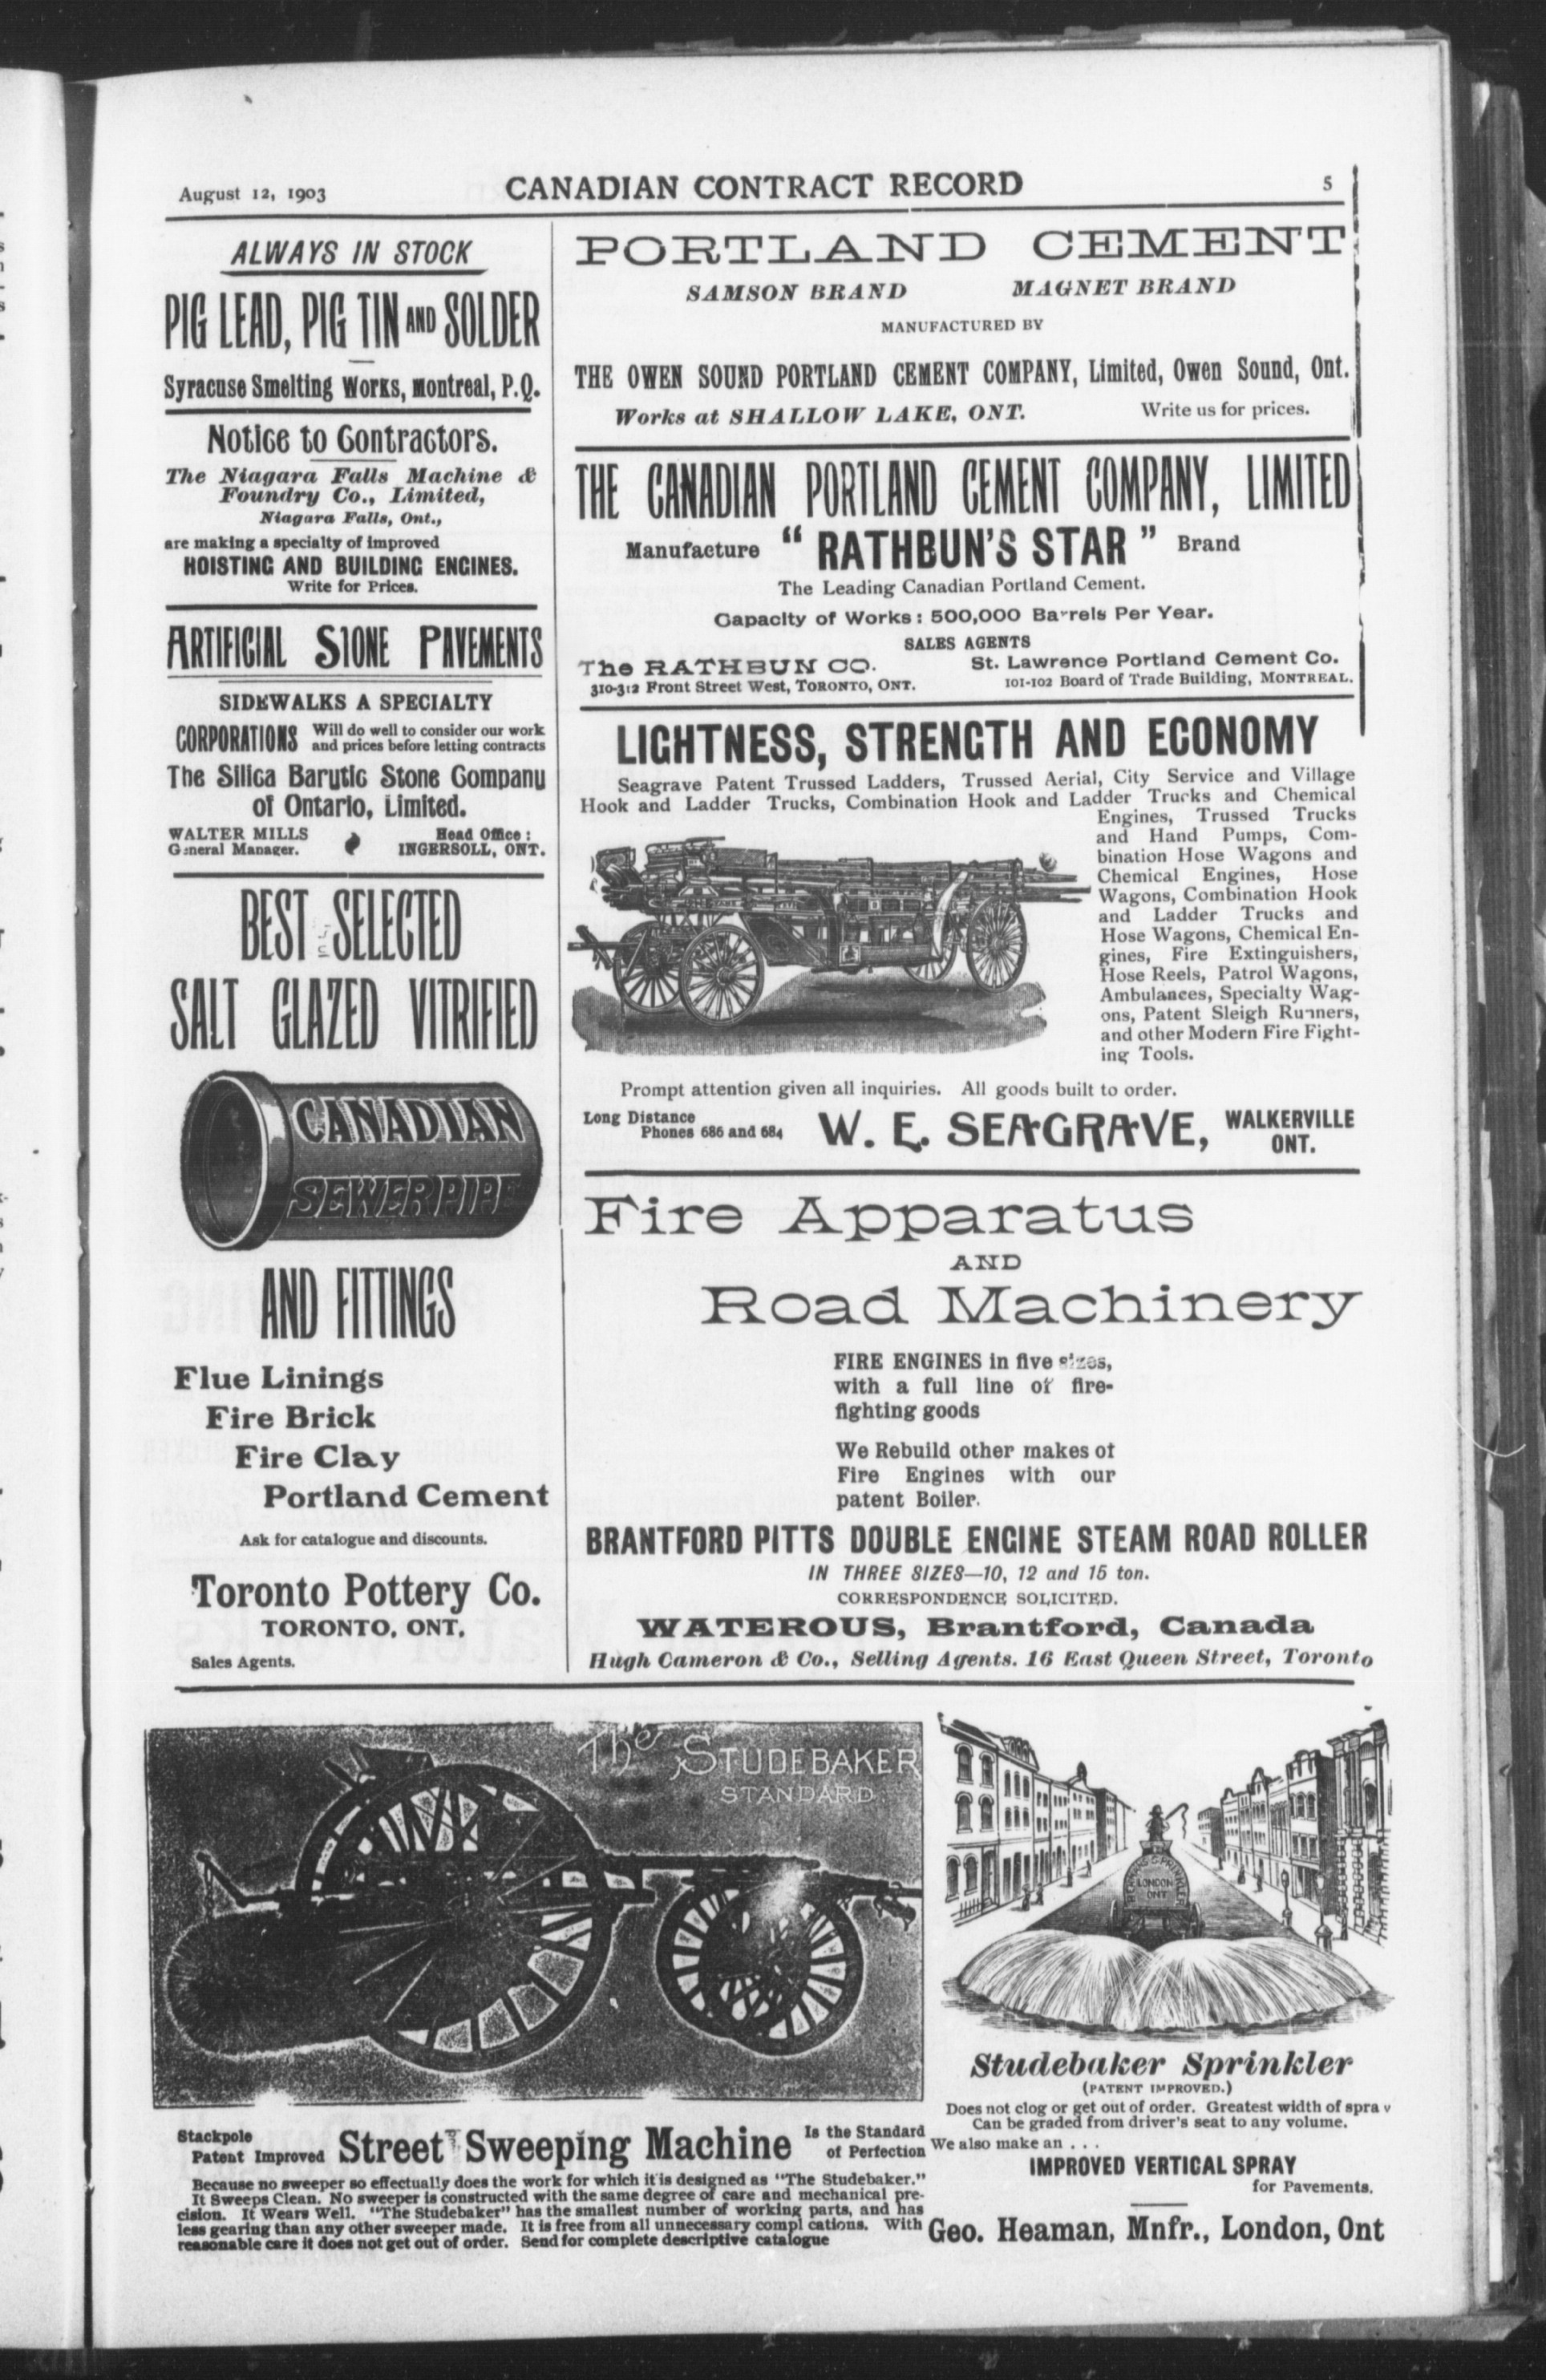 August 12, 1903
CANADIAN CONTRACT RECORD
5
ALWAYS IN STOCK
PIG LEAD, PIG TIN AND SOLDER
Syracuse Smelting Works, Montreal, P.Q.
Notice to Contractors.
The Niagara Falls Machine &
Foundry Co., Limited,
Niagara Falls, Ont.,
are making a specialty of improved
HOISTING AND BUILDING ENGINES.
Write for Prices.
ARTIFICIAL STONE PAVEMENTS
SIDEWALKS A SPECIALTY
CORPORATIONS Will do well to consider our work
and prices before letting contracts
The Silica Barytic Stone Company
of Ontario, Limited.
WALTER MILLS
General Manager.
Head Office :
INGERSOLL, ONT.
BEST SELECTED
SALT GLAZED VITRIFIED
CANADIAN
SEWER PIPE
AND FITTINGS
Flue Linings
Fire Brick
Fire Clay
Portland Cement
Ask for catalogue and discounts.
Toronto Pottery Co.
TORONTO, ONT.
Sales Agents.
PORTLAND CEMENT
SAMSON BRAND MAGNET BRAND
MANUFACTURED BY
THE OWEN SOUND PORTLAND CEMENT COMPANY, Limited, Owen Sound, Ont.
Works at SHALLOW LAKE, ONT. Write us for prices.
THE CANADIAN PORTLAND CEMENT COMPANY, LIMITED
Manufacture " RATHBUN'S STAR " Brand
The Leading Canadian Portland Cement.
Capacity of Works : 500,000 Barrels Per Year.
SALES AGENTS
The RATHBUN CO.
310-312 Front Street West, TORONTO, ONT.
St. Lawrence Portland Cement Co.
101-102 Board of Trade Building, MONTREAL.
LIGHTNESS, STRENGTH AND ECONOMY
Seagrave Patent Trussed Ladders, Trussed Aerial, City Service and Village
Hook and Ladder Trucks, Combination Hook and Ladder Trucks and Chemical
Engines, Trussed Trucks
and Hand Pumps, Com-
bination Hose Wagons and
Chemical Engines, Hose
Wagons, Combination Hook
and Ladder Trucks and
Hose Wagons, Chemical En-
gines, Fire Extinguishers,
Hose Reels, Patrol Wagons,
Ambulances, Specialty Wag-
ons, Patent Sleigh Runners,
and other Modern Fire Fight-
ing Tools.
Prompt attention given all inquiries. All goods built to order.
Long Distance
Phones 686 and 684
W. E. SEAGRAVE,
WALKERVILLE
ONT.
Fire Apparatus
AND
Road Machinery
FIRE ENGINES in five sizes,
with a full line of fire-
fighting goods
We Rebuild other makes of
Fire Engines with our
patent Boiler.
BRANTFORD PITTS DOUBLE ENGINE STEAM ROAD ROLLER
IN THREE SIZES—10, 12 and 15 ton.
CORRESPONDENCE SOLICITED.
WATEROUS, Brantford, Canada
Hugh Cameron & Co., Selling Agents. 16 East Queen Street, Toronto
The STUDEBAKER
STANDARD
Stackpole
Patent Improved
Street Sweeping Machine
Is the Standard
of Perfection
Because no sweeper so effectually does the work for which it is designed as "The Studebaker."
It Sweeps Clean. No sweeper is constructed with the same degree of care and mechanical pre-
cision. It Wears Well. "The Studebaker" has the smallest number of working parts, and has
less gearing than any other sweeper made. It is free from all unnecessary compl cations. With
reasonable care it does not get out of order. Send for complete descriptive catalogue
LONDON
ONT
Studebaker Sprinkler
(PATENT IMPROVED.)
Does not clog or get out of order. Greatest width of spray
Can be graded from driver's seat to any volume.
We also make an . . .
IMPROVED VERTICAL SPRAY
for Pavements.
Geo. Heaman, Mnfr., London, Ont